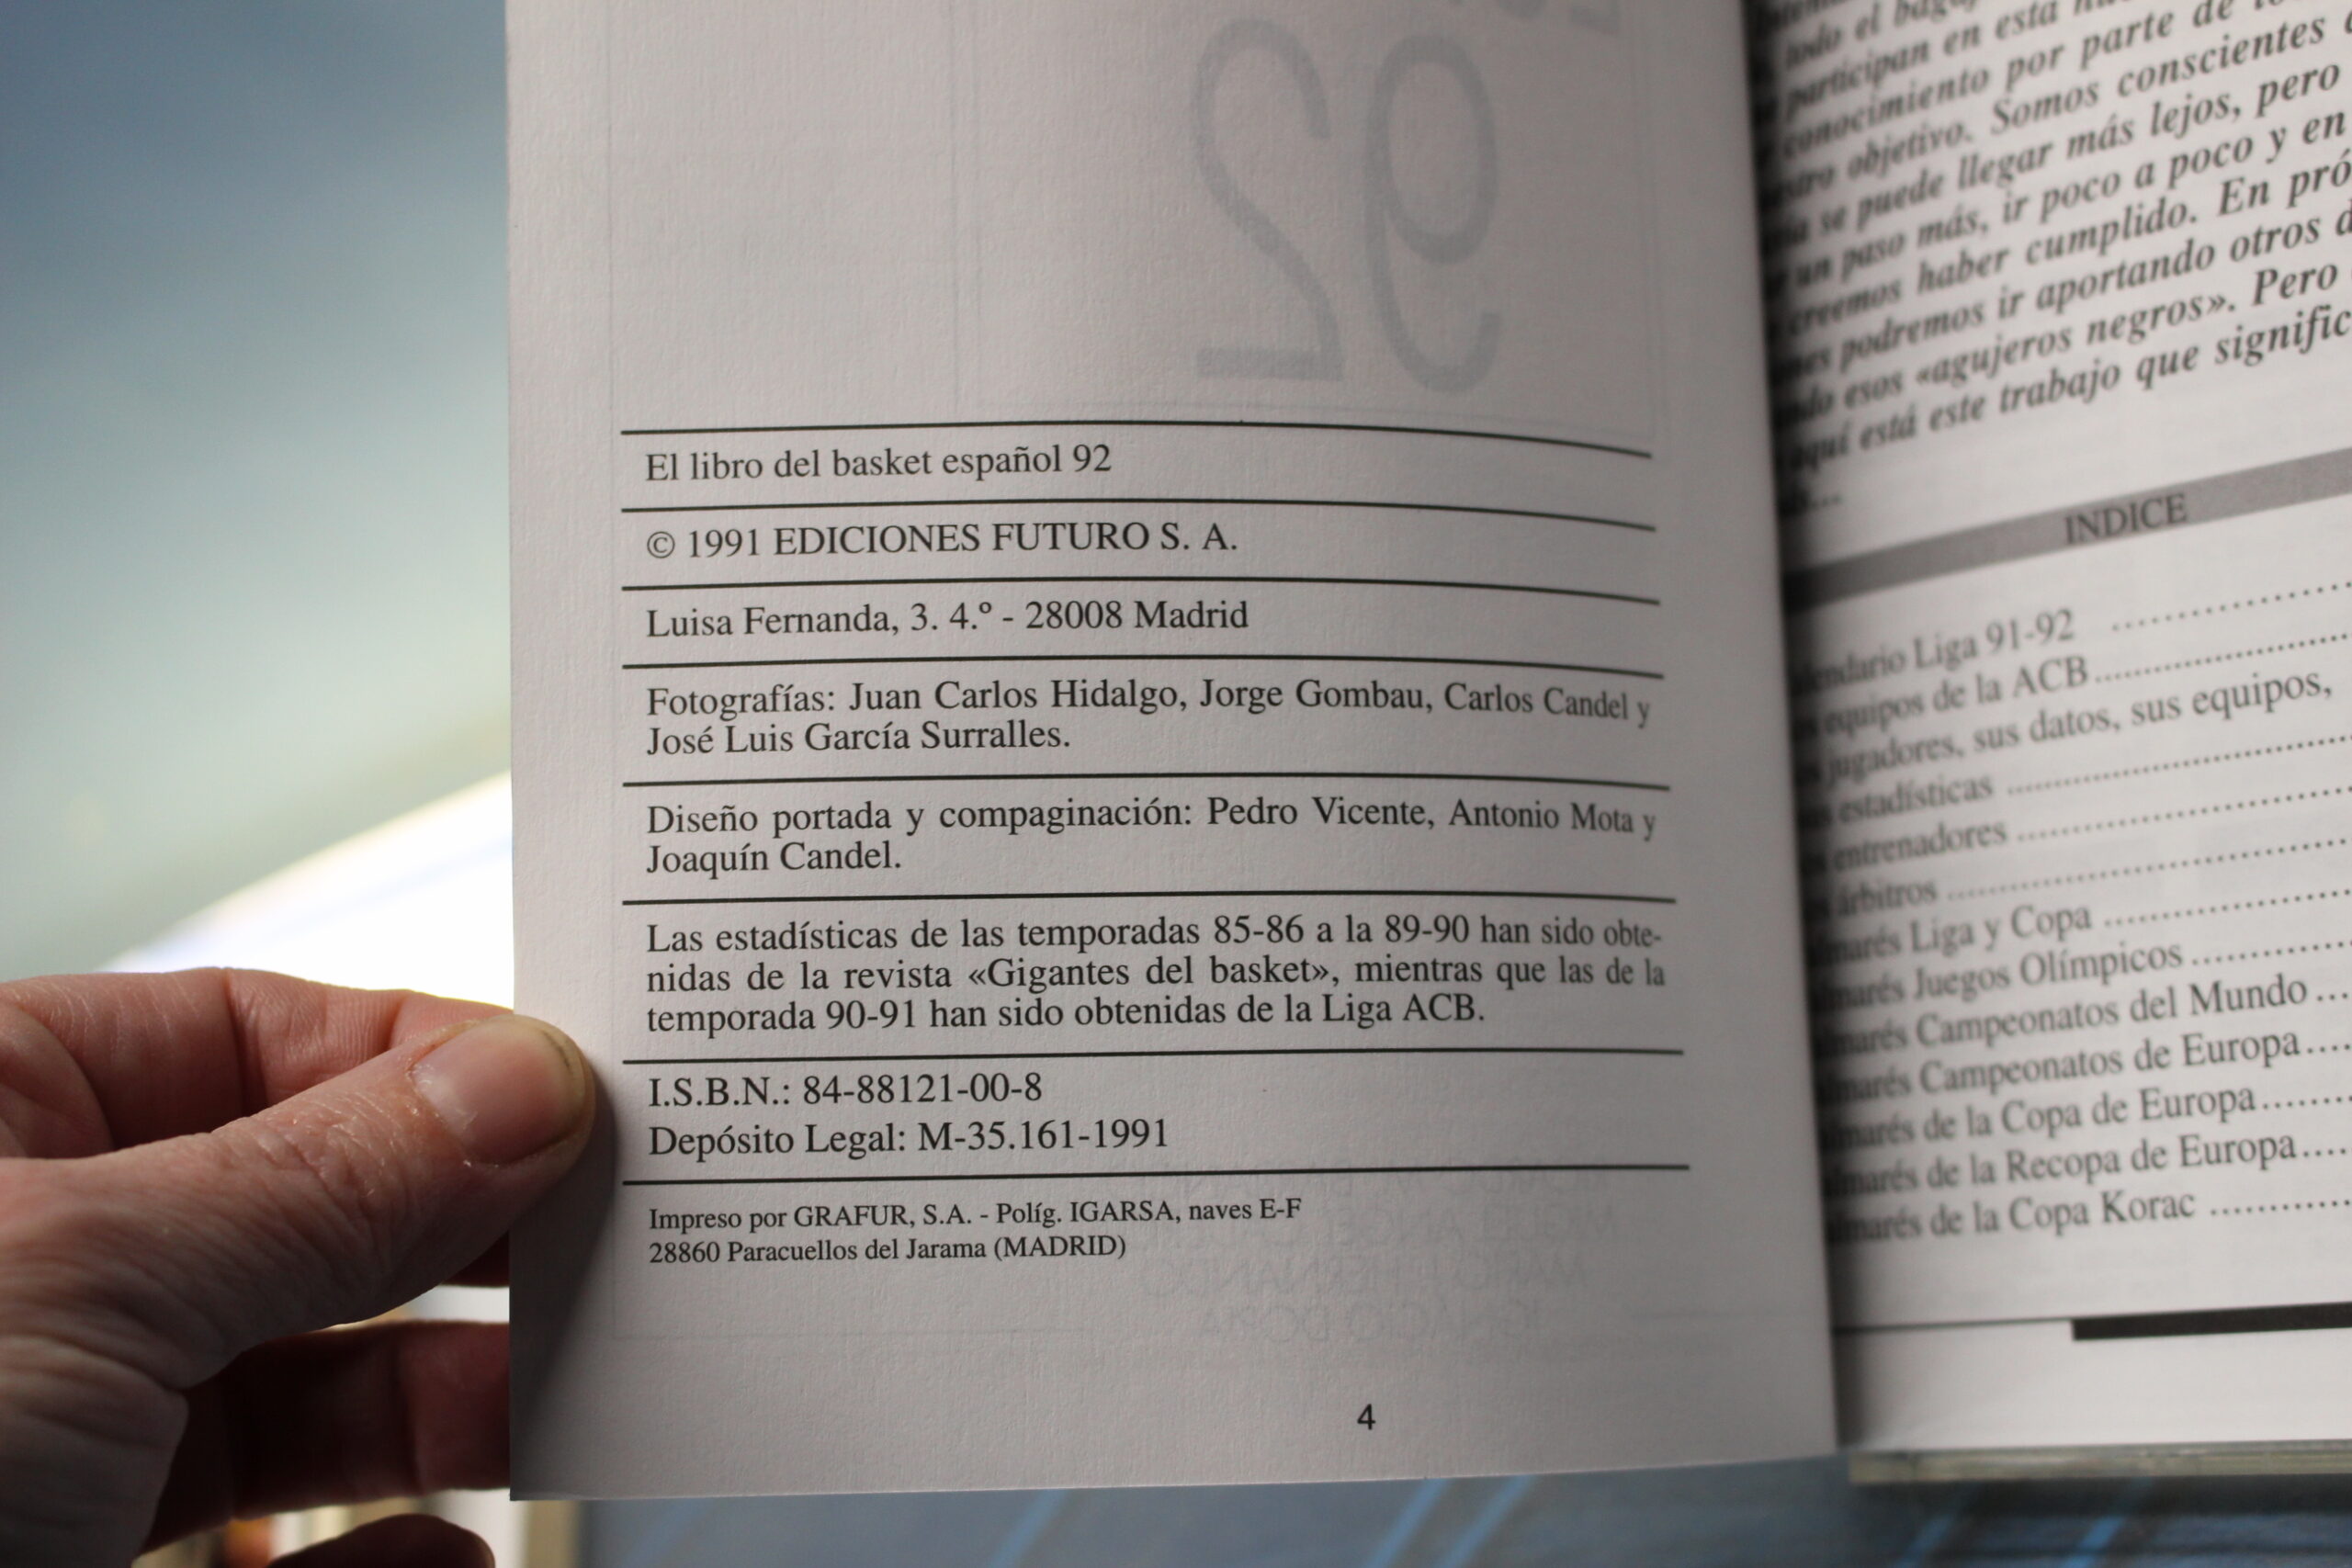 92
El libro del basket español 92
© 1991 EDICIONES FUTURO S. A.
Luisa Fernanda, 3. 4.º - 28008 Madrid
Fotografías: Juan Carlos Hidalgo, Jorge Gombau, Carlos Candel y
José Luis García Surralles.
Diseño portada y compaginación: Pedro Vicente, Antonio Mota y
Joaquín Candel.
Las estadísticas de las temporadas 85-86 a la 89-90 han sido obte-
nidas de la revista «Gigantes del basket», mientras que las de la
temporada 90-91 han sido obtenidas de la Liga ACB.
I.S.B.N.: 84-88121-00-8
Depósito Legal: M-35.161-1991
Impreso por GRAFUR, S.A. - Políg. IGARSA, naves E-F
28860 Paracuellos del Jarama (MADRID)
4
todo el
participan en esta
conocimiento por parte de
objetivo. Somos conscientes
se puede llegar más lejos, pero
un paso más, ir poco a poco y en
creemos haber cumplido. En
podremos ir aportando otros
esos «agujeros negros». Pero
aquí está este trabajo que
INDICE
Liga 91-92
equipos de la ACB
jugadores, sus datos, sus equipos,
estadísticas
entrenadores
árbitros
Liga y Copa
Juegos Olímpicos
Campeonatos del Mundo
Campeonatos de Europa
de la Copa de Europa
de la Recopa de Europa
de la Copa Korac